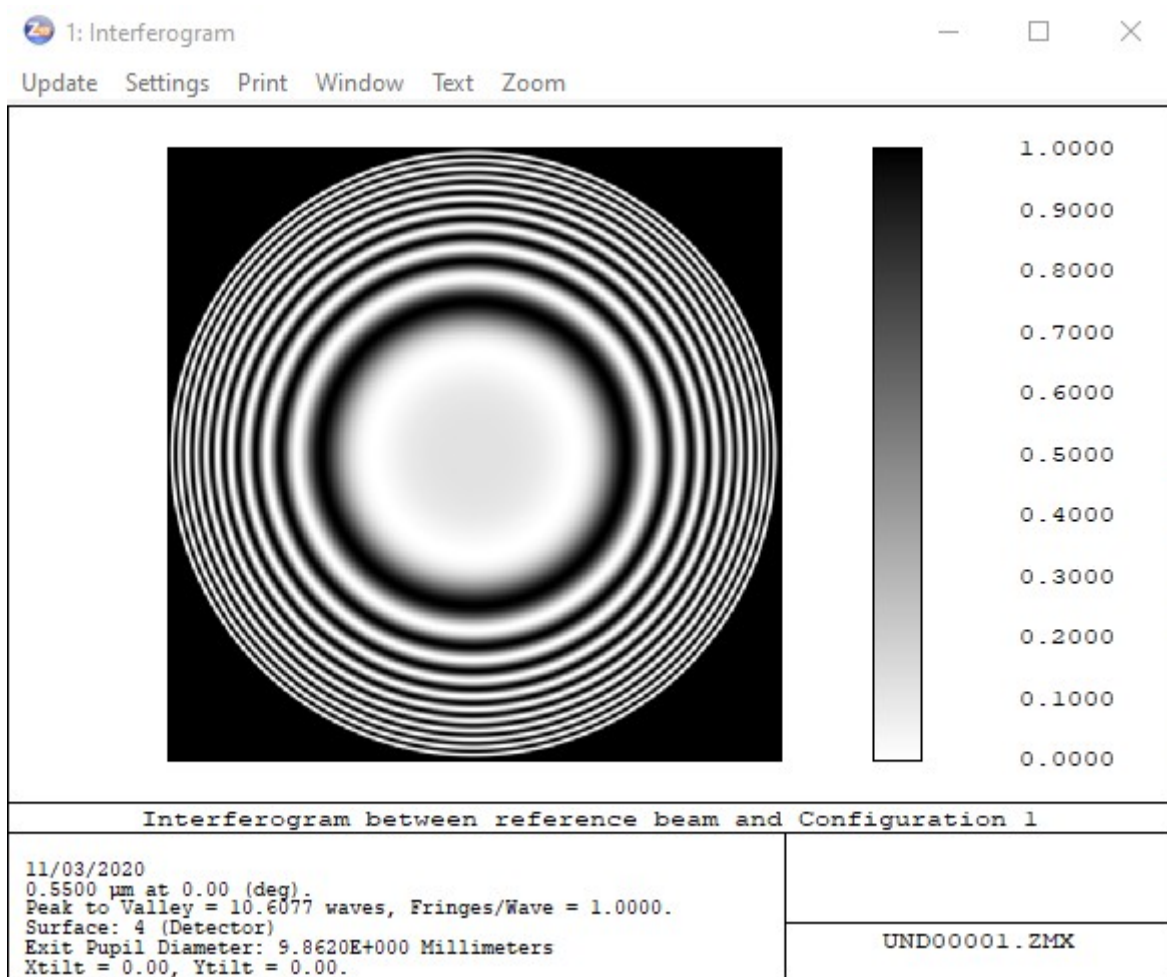 1: Interferogram
Update Settings Print Window Text Zoom
1.0000
0.9000
0.8000
0.7000
0.6000
0.5000
0.4000
0.3000
0.2000
0.1000
0.0000
Interferogram between reference beam and Configuration 1
11/03/2020
0.5500 µm at 0.00 (deg).
Peak to Valley = 10.6077 waves, Fringes/Wave = 1.0000.
Surface: 4 (Detector)
Exit Pupil Diameter: 9.8620E+000 Millimeters
Xtilt = 0.00, Ytilt = 0.00.
UND00001.ZMX